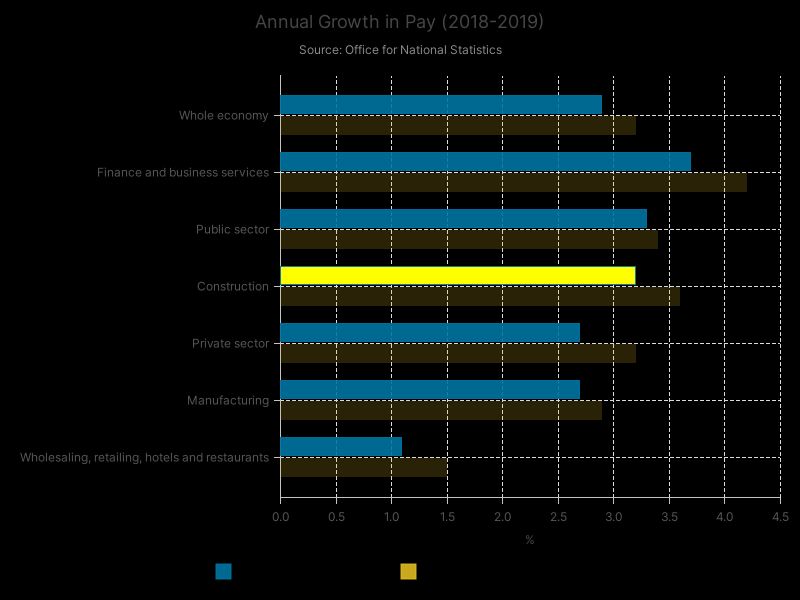 Annual Growth in Pay (2018-2019)
Source: Office for National Statistics
Whole economy
Finance and business services
Public sector
Construction
Private sector
Manufacturing
Wholesaling, retailing, hotels and restaurants
0.0 0.5 1.0 1.5 2.0 2.5 3.0 3.5 4.0 4.5
%